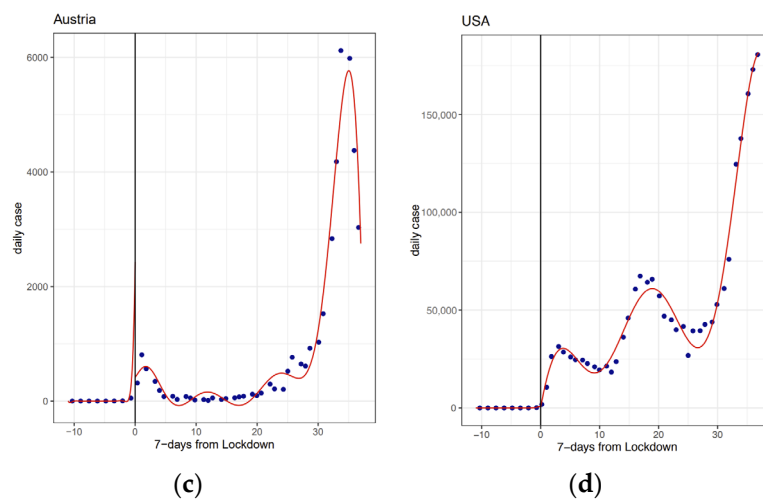 Austria
6000
4000
2000
0
daily case
−10
0
10
20
30
7−days from Lockdown
(c)
USA
150,000
100,000
50,000
0
daily case
−10
0
10
20
30
7−days from Lockdown
(d)